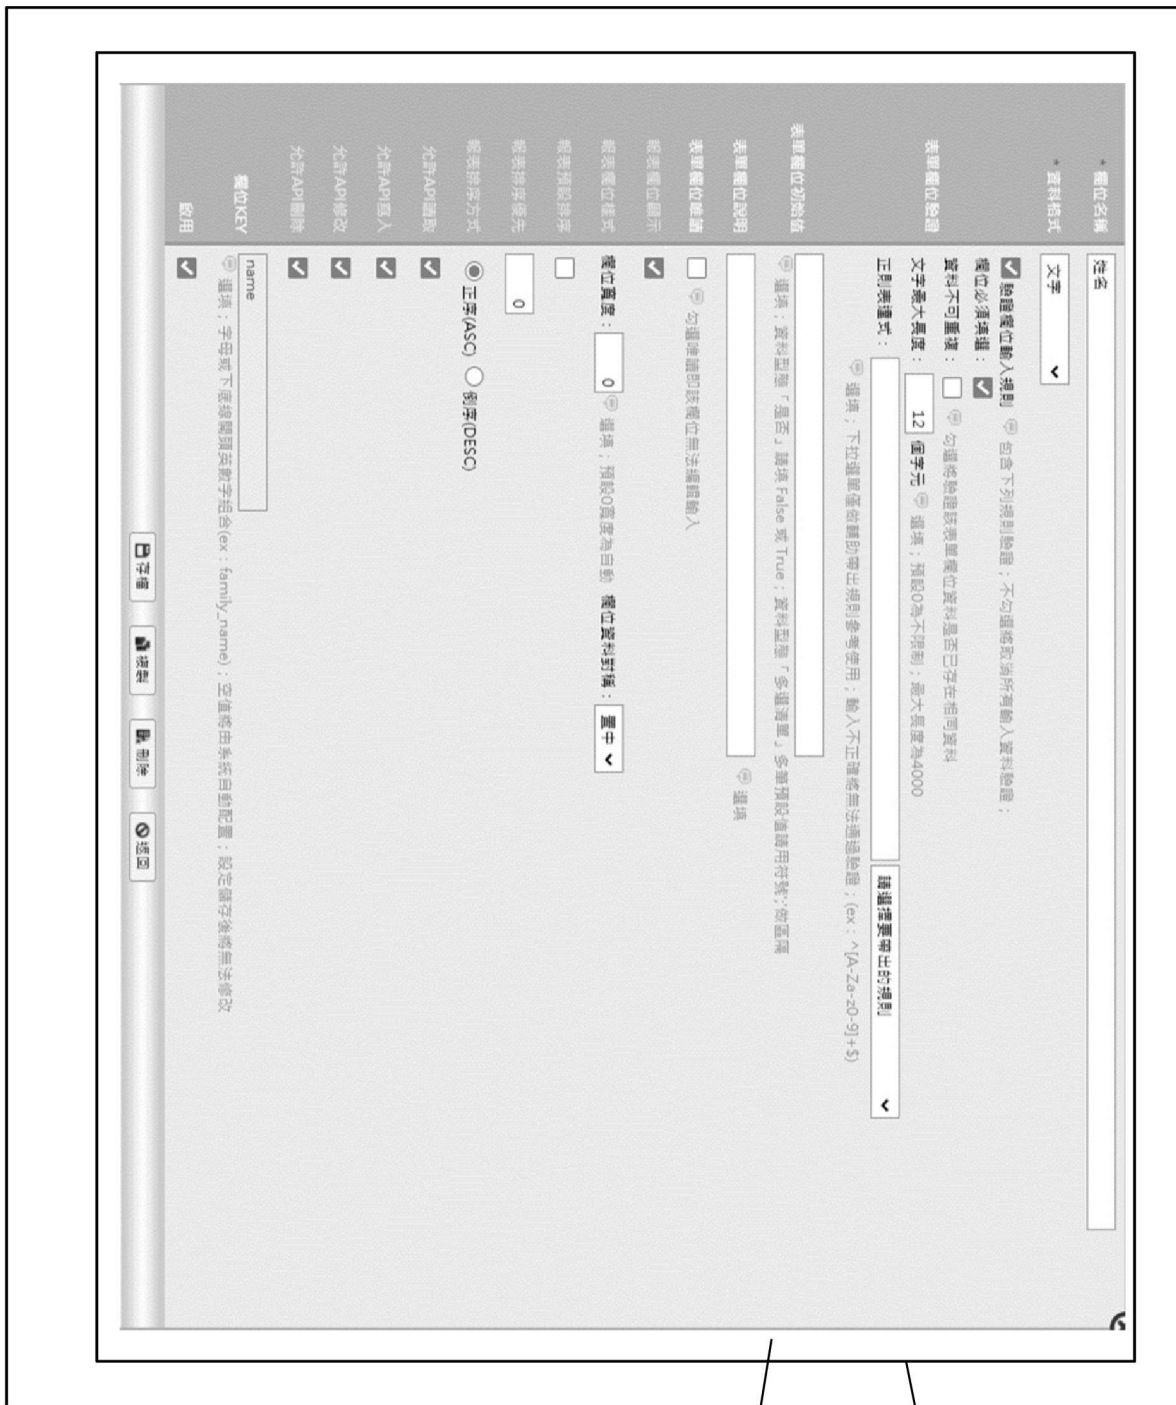 * 欄位名稱 姓名
* 資料格式 文字
表單欄位驗證 驗證欄位輸入規則 包含下列規則驗證；不勾選將取消所有輸入資料驗證；
欄位必須填選：
資料不可重複： 勾選將驗證該表單欄位資料是否已存在相同資料
文字最大長度： 12 個字元 選填；預設0為不限制；最大長度為4000
正則表達式： 請選擇要帶出的規則
選填；下拉選單僅做輔助帶出規則參考使用；輸入不正確將無法通過驗證；(ex：^[A-Za-z0-9]+$)
表單欄位初始值
選填；資料型態「是否」請填 False 或 True；資料型態「多選清單」多筆預設值請用符號';'做區隔
表單欄位說明 選填
表單欄位唯讀 勾選唯讀即該欄位無法編輯輸入
報表欄位顯示
報表欄位樣式 欄位寬度： 0 選填；預設0寬度為自動 欄位資料對稱： 置中
報表預設排序
報表排序優先 0
報表排序方式 正序(ASC) 倒序(DESC)
允許API讀取
允許API寫入
允許API修改
允許API刪除
欄位KEY name
選填；字母或下底線開頭英數字組合(ex：family_name)；空值將由系統自動配置；設定儲存後將無法修改
啟用
存檔 複製 刪除 返回